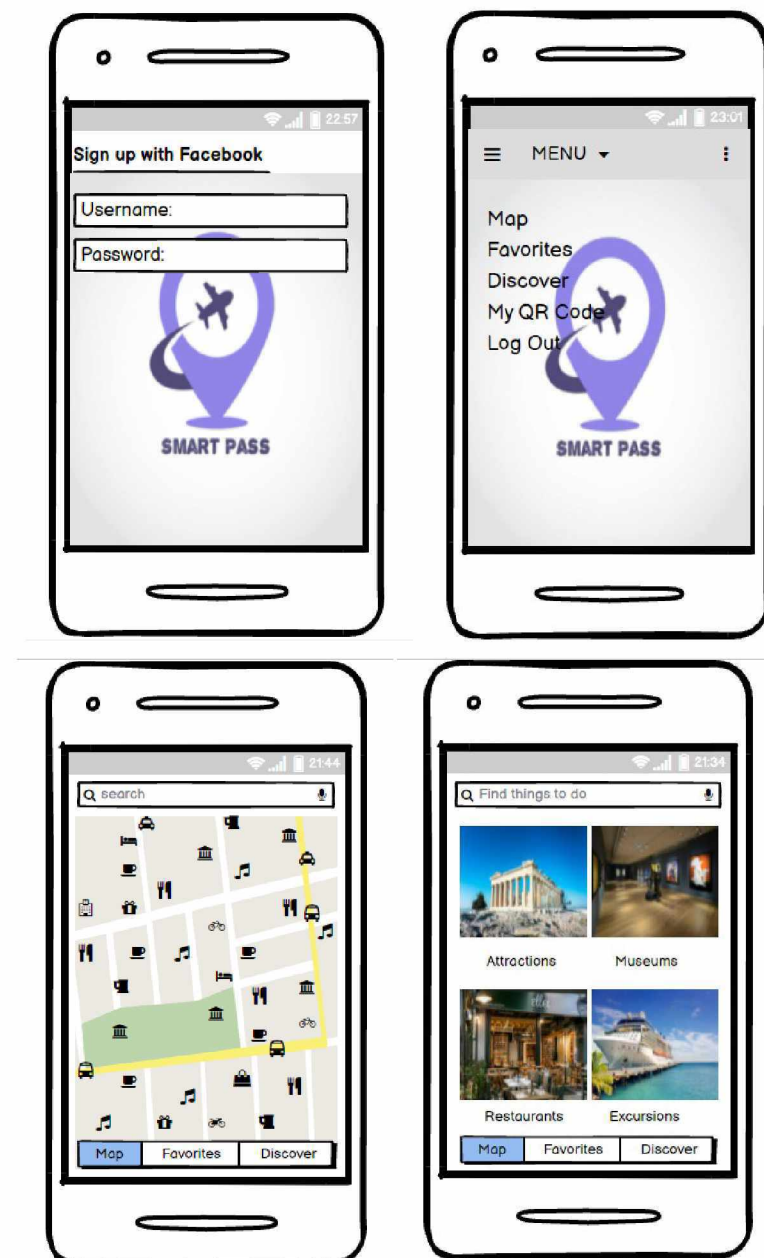 22:57
Sign up with Facebook
Username:
Password:
SMART PASS
23:01
MENU
Map
Favorites
Discover
My QR Code
Log Out
SMART PASS
21:44
search
Map Favorites Discover
21:34
Find things to do
Attractions Museums
Restaurants Excursions
Map Favorites Discover